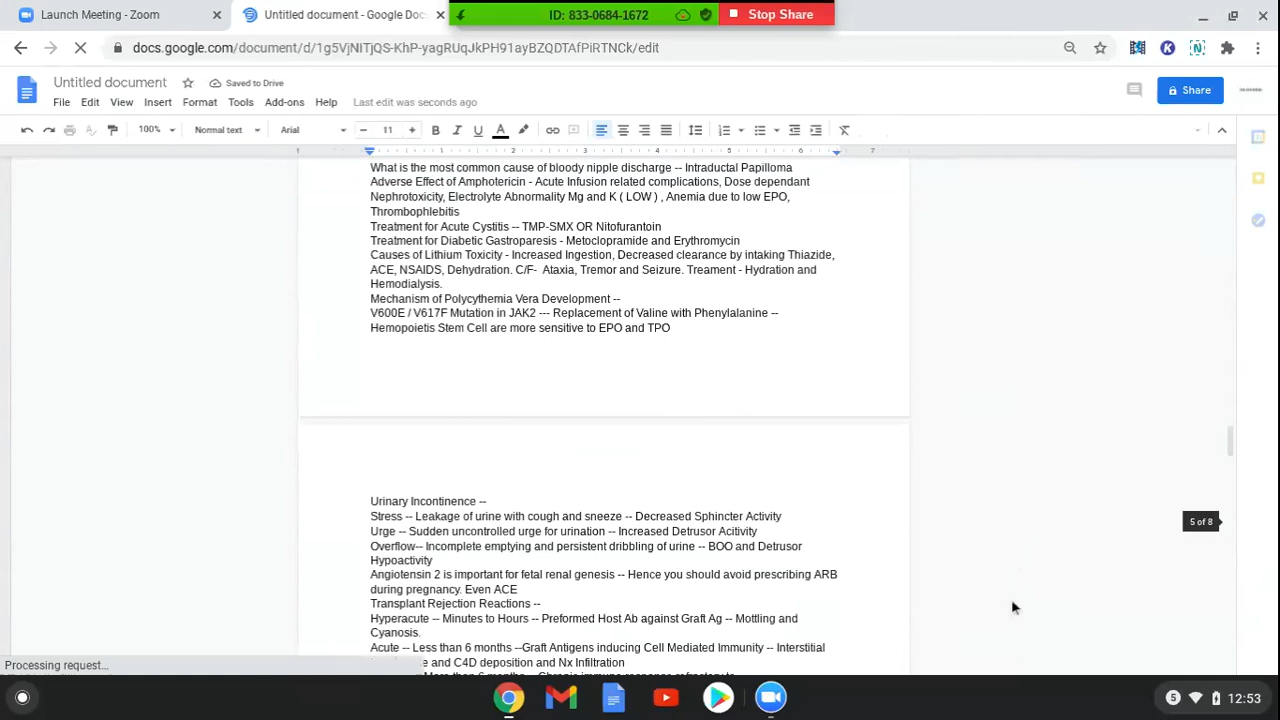 Launch Meeting - Zoom
Untitled document - Google Docs
ID: 833-0684-1672
Stop Share
docs.google.com/document/d/1g5VjNITjQS-KhP-yagRUqJkPH91ayBZQDTAfPiRTNCk/edit
Untitled document
Saved to Drive
File Edit View Insert Format Tools Add-ons Help Last edit was seconds ago
Share
100% Normal text Arial 11
1 1 2 3 4 5 6 7
What is the most common cause of bloody nipple discharge -- Intraductal Papilloma
Adverse Effect of Amphotericin - Acute Infusion related complications, Dose dependant
Nephrotoxicity, Electrolyte Abnormality Mg and K ( LOW ) , Anemia due to low EPO,
Thrombophlebitis
Treatment for Acute Cystitis -- TMP-SMX OR Nitofurantoin
Treatment for Diabetic Gastroparesis - Metoclopramide and Erythromycin
Causes of Lithium Toxicity - Increased Ingestion, Decreased clearance by intaking Thiazide,
ACE, NSAIDS, Dehydration. C/F- Ataxia, Tremor and Seizure. Treament - Hydration and
Hemodialysis.
Mechanism of Polycythemia Vera Development --
V600E / V617F Mutation in JAK2 --- Replacement of Valine with Phenylalanine --
Hemopoietis Stem Cell are more sensitive to EPO and TPO
Urinary Incontinence --
Stress -- Leakage of urine with cough and sneeze -- Decreased Sphincter Activity
Urge -- Sudden uncontrolled urge for urination -- Increased Detrusor Acitivity
Overflow-- Incomplete emptying and persistent dribbling of urine -- BOO and Detrusor
Hypoactivity
Angiotensin 2 is important for fetal renal genesis -- Hence you should avoid prescribing ARB
during pregnancy. Even ACE
Transplant Rejection Reactions --
Hyperacute -- Minutes to Hours -- Preformed Host Ab against Graft Ag -- Mottling and
Cyanosis.
Acute -- Less than 6 months --Graft Antigens inducing Cell Mediated Immunity -- Interstitial
and C4D deposition and Nx Infiltration
5 of 8
Processing request...
5 12:53